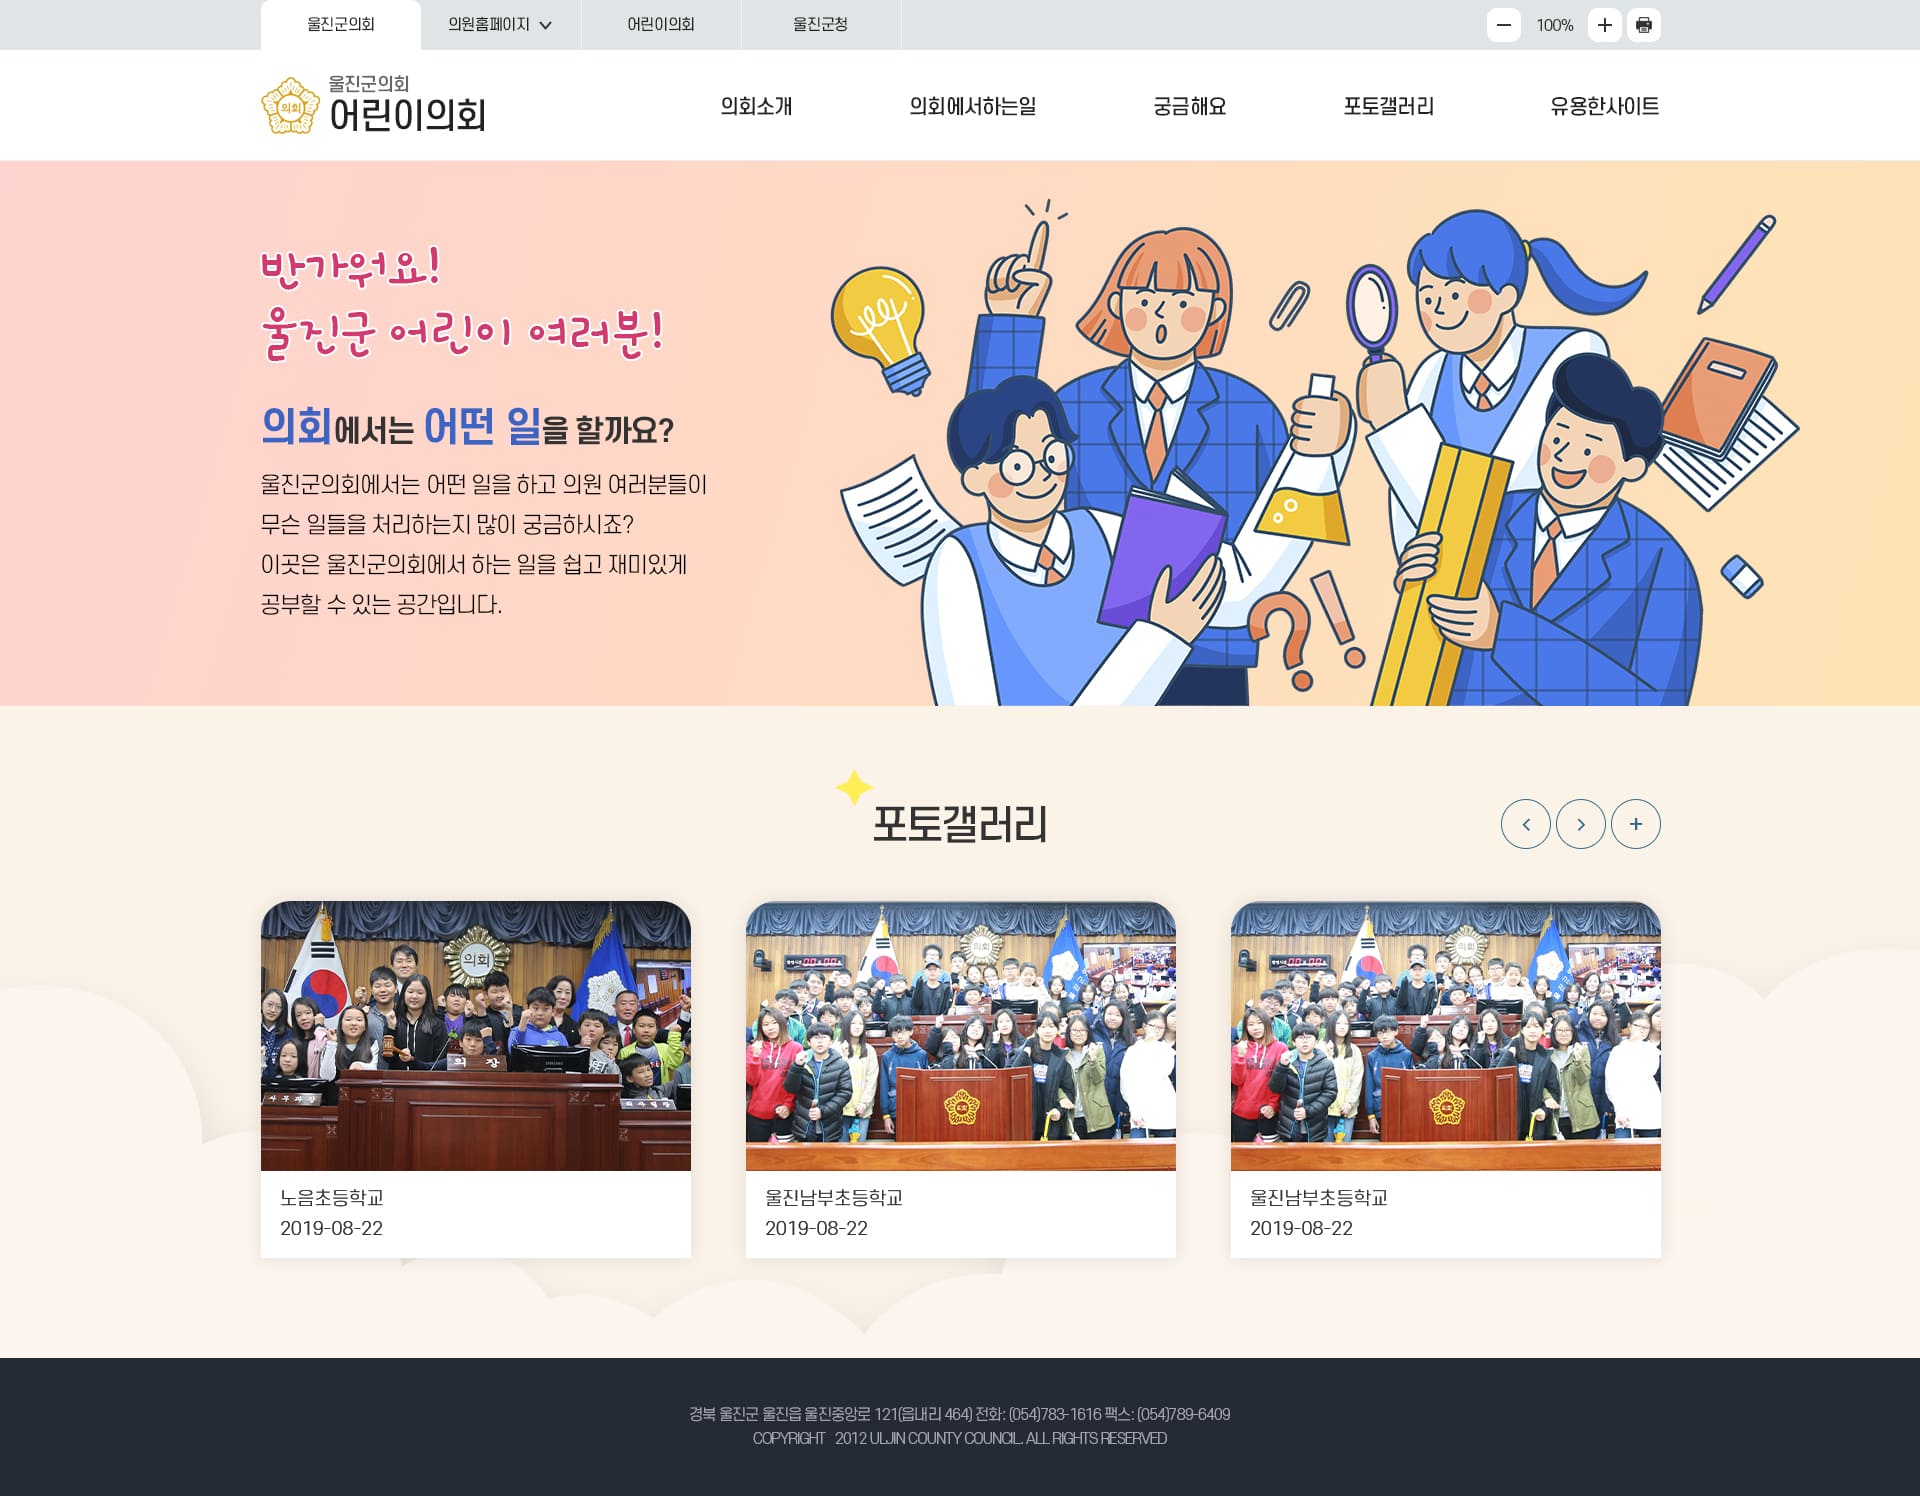 울진군의회
의원홈페이지
어린이의회
울진군청
100%
의회
울진군의회
어린이의회
의회소개
의회에서하는일
궁금해요
포토갤러리
유용한사이트
반가워요!
울진군 어린이 여러분!
의회에서는 어떤 일을 할까요?
울진군의회에서는 어떤 일을 하고 의원 여러분들이
무슨 일들을 처리하는지 많이 궁금하시죠?
이곳은 울진군의회에서 하는 일을 쉽고 재미있게
공부할 수 있는 공간입니다.
포토갤러리
의회
의 장
사무과장
노음초등학교
2019-08-22
울진남부초등학교
2019-08-22
울진남부초등학교
2019-08-22
경북 울진군 울진읍 울진중앙로 121(읍내리 464) 전화: (054)783-1616 팩스: (054)789-6409
COPYRIGHT 2012 ULJIN COUNTY COUNCIL. ALL RIGHTS RESERVED